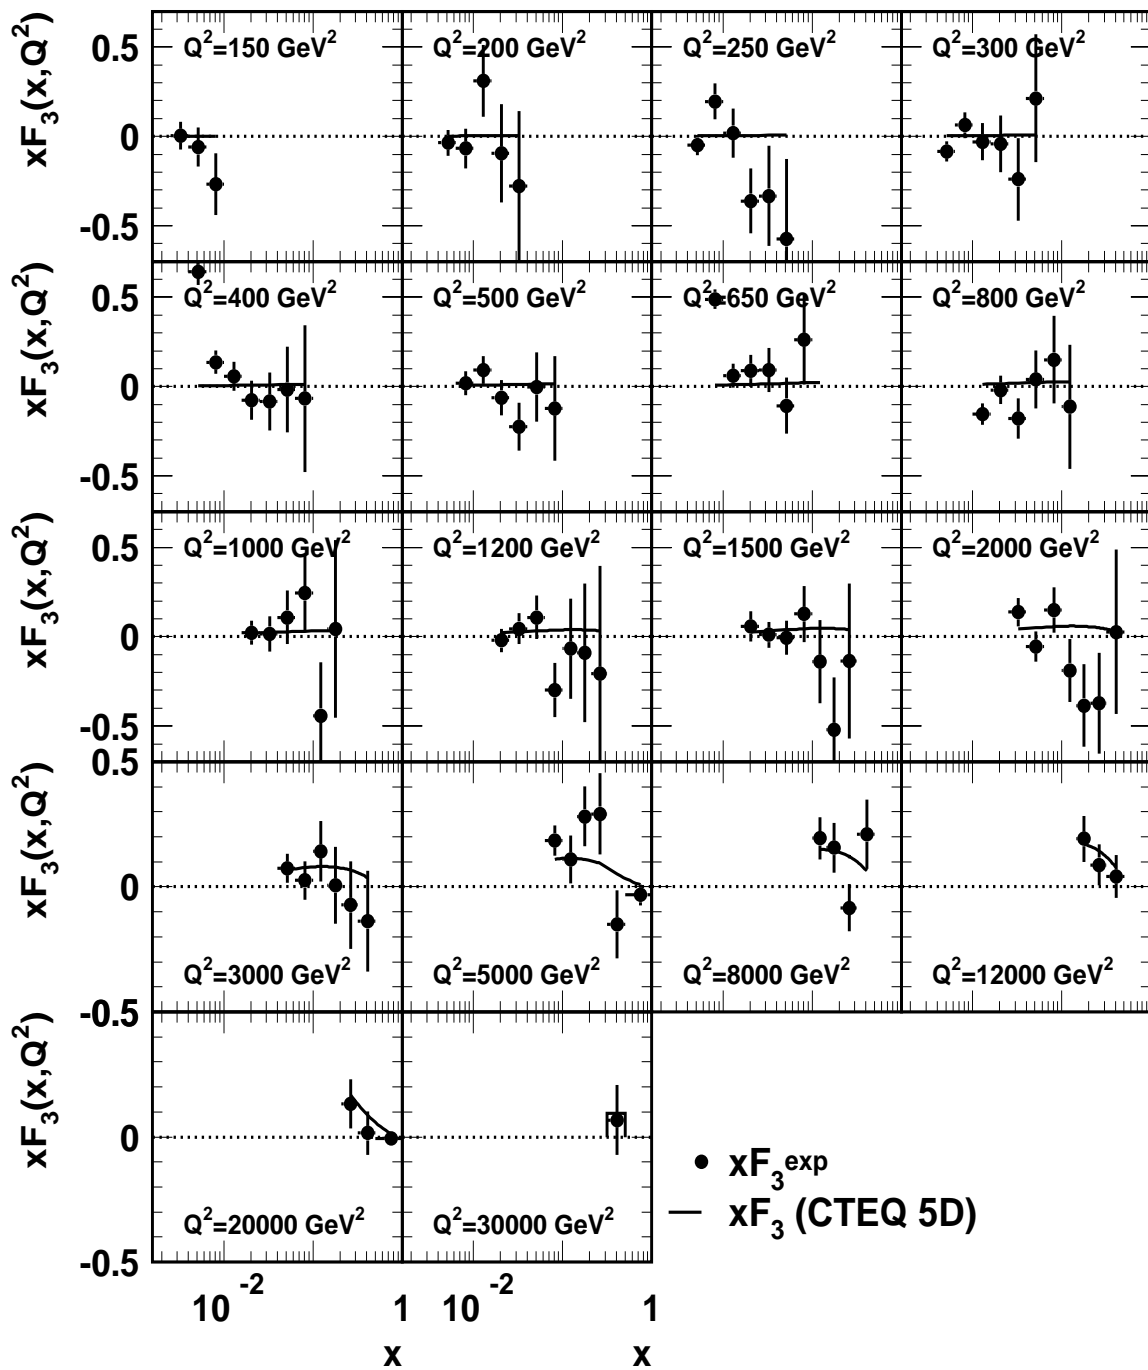 xF₃(x,Q²)
0.5
0
-0.5
Q²=150 GeV²
Q²=200 GeV²
Q²=250 GeV²
Q²=300 GeV²
xF₃(x,Q²)
0.5
0
-0.5
Q²=400 GeV²
Q²=500 GeV²
Q²=650 GeV²
Q²=800 GeV²
xF₃(x,Q²)
0.5
0
-0.5
Q²=1000 GeV²
Q²=1200 GeV²
Q²=1500 GeV²
Q²=2000 GeV²
xF₃(x,Q²)
0.5
0
-0.5
Q²=3000 GeV²
Q²=5000 GeV²
Q²=8000 GeV²
Q²=12000 GeV²
xF₃(x,Q²)
0
-0.5
Q²=20000 GeV²
Q²=30000 GeV²
xF₃ᵉˣᵖ
xF₃ (CTEQ 5D)
10⁻² 1
10⁻² 1
x
x